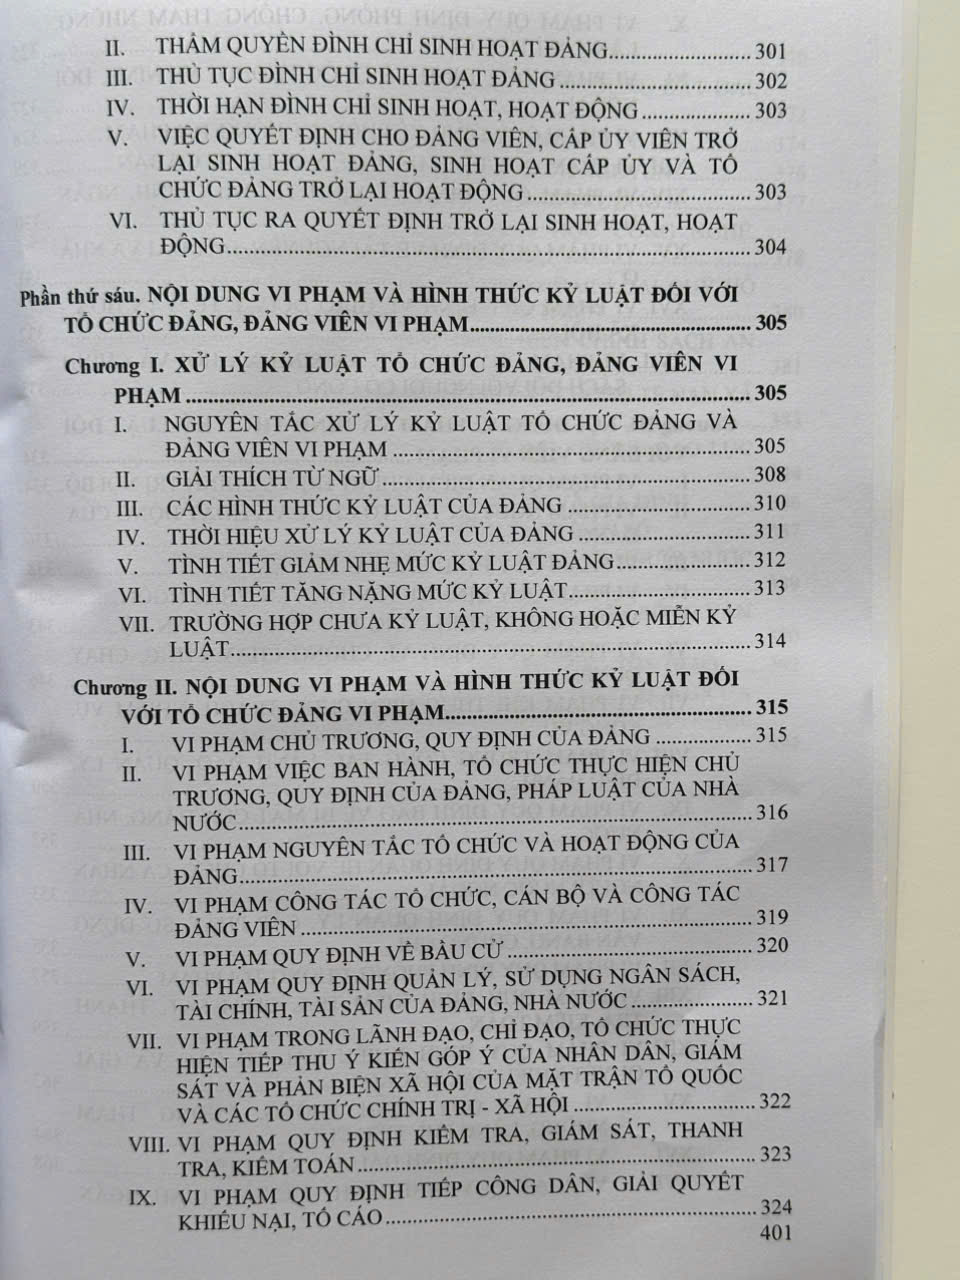 II. THẨM QUYỀN ĐÌNH CHỈ SINH HOẠT ĐẢNG 301
III. THỦ TỤC ĐÌNH CHỈ SINH HOẠT ĐẢNG 302
IV. THỜI HẠN ĐÌNH CHỈ SINH HOẠT, HOẠT ĐỘNG 303
V. VIỆC QUYẾT ĐỊNH CHO ĐẢNG VIÊN, CẤP ỦY VIÊN TRỞ
LẠI SINH HOẠT ĐẢNG, SINH HOẠT CẤP ỦY VÀ TỔ
CHỨC ĐẢNG TRỞ LẠI HOẠT ĐỘNG 303
VI. THỦ TỤC RA QUYẾT ĐỊNH TRỞ LẠI SINH HOẠT, HOẠT
ĐỘNG 304
Phần thứ sáu. NỘI DUNG VI PHẠM VÀ HÌNH THỨC KỶ LUẬT ĐỐI VỚI
TỔ CHỨC ĐẢNG, ĐẢNG VIÊN VI PHẠM 305
Chương I. XỬ LÝ KỶ LUẬT TỔ CHỨC ĐẢNG, ĐẢNG VIÊN VI
PHẠM 305
I. NGUYÊN TẮC XỬ LÝ KỶ LUẬT TỔ CHỨC ĐẢNG VÀ
ĐẢNG VIÊN VI PHẠM 305
II. GIẢI THÍCH TỪ NGỮ 308
III. CÁC HÌNH THỨC KỶ LUẬT CỦA ĐẢNG 310
IV. THỜI HIỆU XỬ LÝ KỶ LUẬT CỦA ĐẢNG 311
V. TÌNH TIẾT GIẢM NHẸ MỨC KỶ LUẬT ĐẢNG 312
VI. TÌNH TIẾT TĂNG NẶNG MỨC KỶ LUẬT 313
VII. TRƯỜNG HỢP CHƯA KỶ LUẬT, KHÔNG HOẶC MIỄN KỶ
LUẬT 314
Chương II. NỘI DUNG VI PHẠM VÀ HÌNH THỨC KỶ LUẬT ĐỐI
VỚI TỔ CHỨC ĐẢNG VI PHẠM 315
I. VI PHẠM CHỦ TRƯƠNG, QUY ĐỊNH CỦA ĐẢNG 315
II. VI PHẠM VIỆC BAN HÀNH, TỔ CHỨC THỰC HIỆN CHỦ
TRƯƠNG, QUY ĐỊNH CỦA ĐẢNG, PHÁP LUẬT CỦA NHÀ
NƯỚC 316
III. VI PHẠM NGUYÊN TẮC TỔ CHỨC VÀ HOẠT ĐỘNG CỦA
ĐẢNG 317
IV. VI PHẠM CÔNG TÁC TỔ CHỨC, CÁN BỘ VÀ CÔNG TÁC
ĐẢNG VIÊN 319
V. VI PHẠM QUY ĐỊNH VỀ BẦU CỬ 320
VI. VI PHẠM QUY ĐỊNH QUẢN LÝ, SỬ DỤNG NGÂN SÁCH,
TÀI CHÍNH, TÀI SẢN CỦA ĐẢNG, NHÀ NƯỚC 321
VII. VI PHẠM TRONG LÃNH ĐẠO, CHỈ ĐẠO, TỔ CHỨC THỰC
HIỆN TIẾP THU Ý KIẾN GÓP Ý CỦA NHÂN DÂN, GIÁM
SÁT VÀ PHẢN BIỆN XÃ HỘI CỦA MẶT TRẬN TỔ QUỐC
VÀ CÁC TỔ CHỨC CHÍNH TRỊ - XÃ HỘI 322
VIII. VI PHẠM QUY ĐỊNH KIỂM TRA, GIÁM SÁT, THANH
TRA, KIỂM TOÁN 323
IX. VI PHẠM QUY ĐỊNH TIẾP CÔNG DÂN, GIẢI QUYẾT
KHIẾU NẠI, TỐ CÁO 324
401